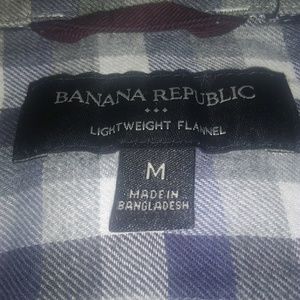 BANANA REPUBLIC
LIGHTWEIGHT FLANNEL
M
MADE IN
BANGLADESH